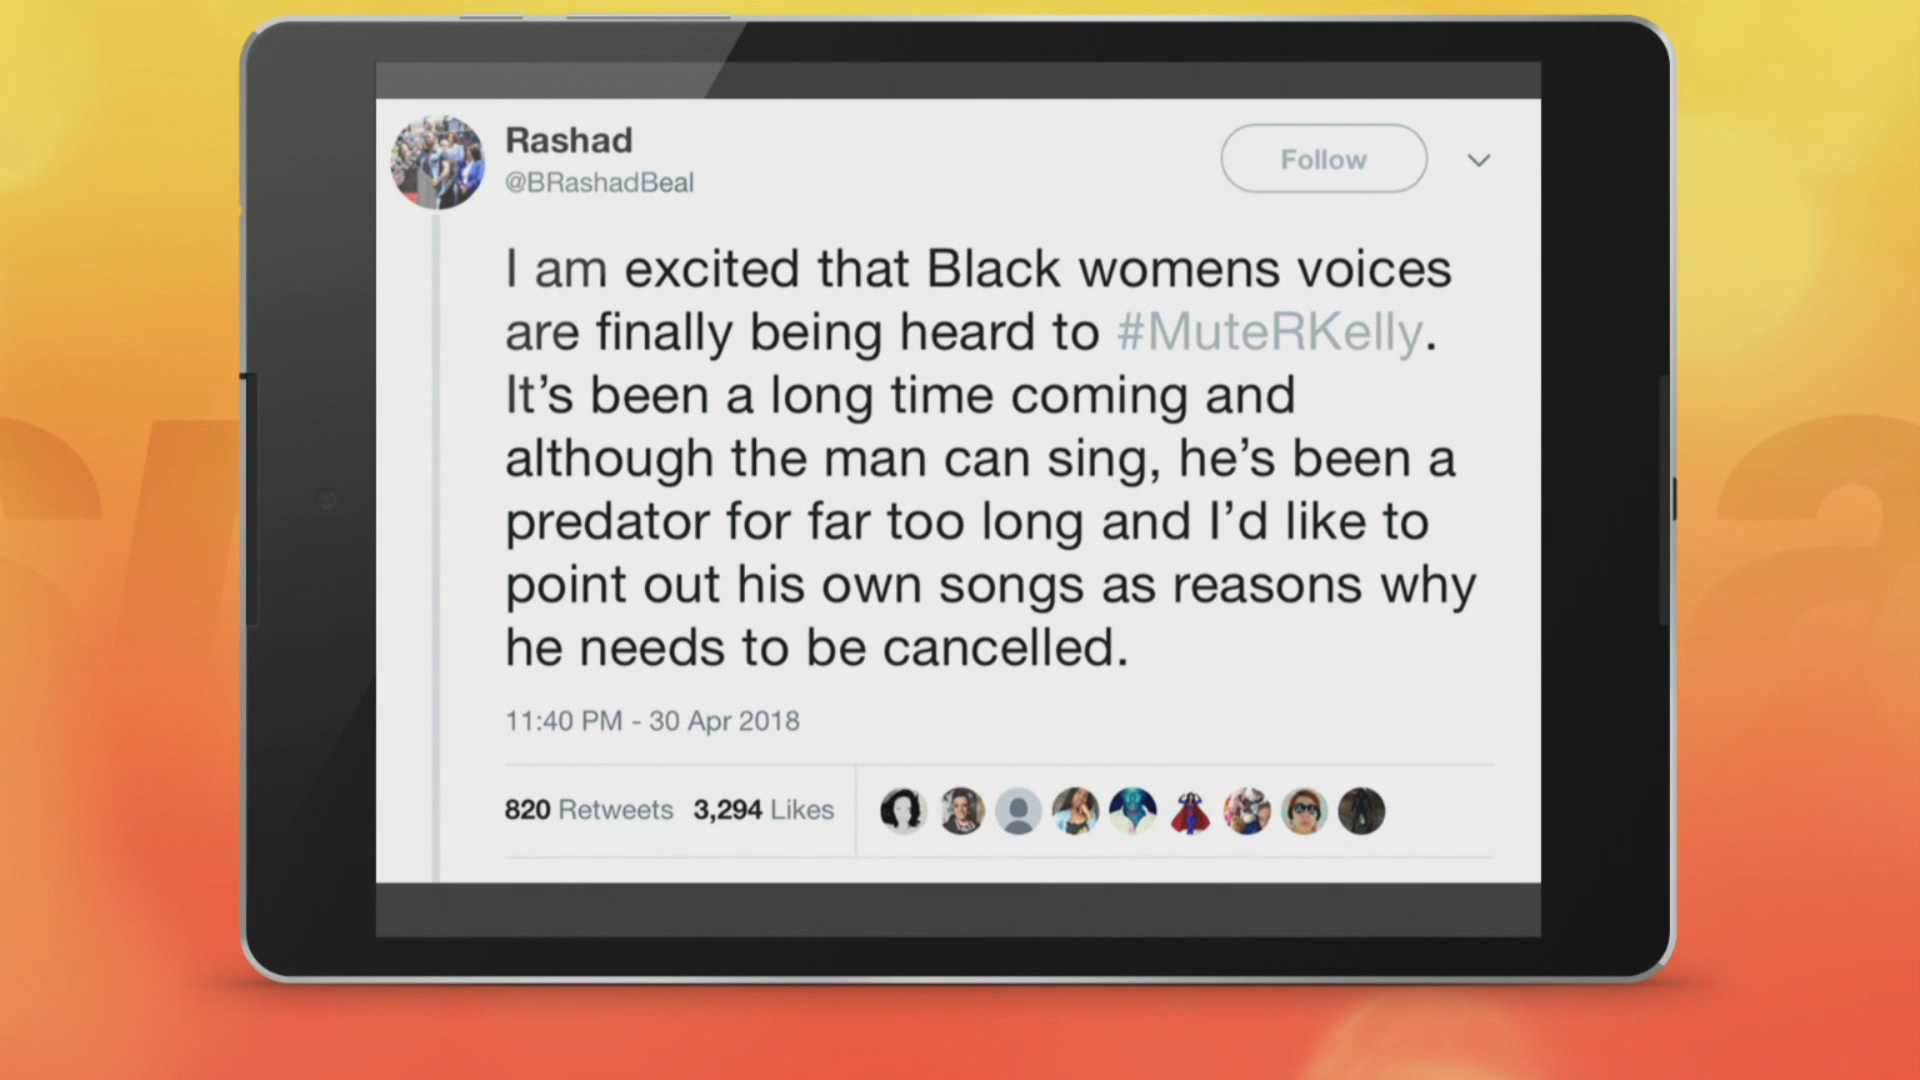 Rashad
@BRashadBeal
Follow
I am excited that Black womens voices
are finally being heard to #MuteRKelly.
It’s been a long time coming and
although the man can sing, he’s been a
predator for far too long and I’d like to
point out his own songs as reasons why
he needs to be cancelled.
11:40 PM - 30 Apr 2018
820 Retweets 3,294 Likes